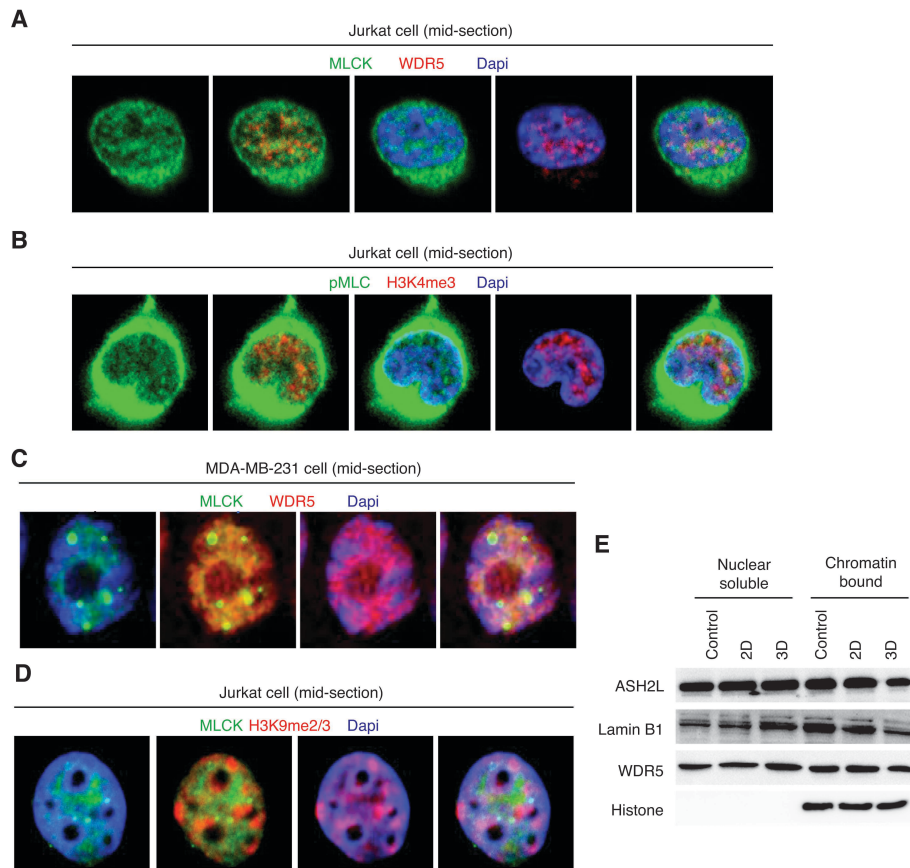 A
Jurkat cell (mid-section)
MLCK WDR5 Dapi
B
Jurkat cell (mid-section)
pMLC H3K4me3 Dapi
C
MDA-MB-231 cell (mid-section)
MLCK WDR5 Dapi
D
Jurkat cell (mid-section)
MLCK H3K9me2/3 Dapi
E
Nuclear soluble
Chromatin bound
Control 2D 3D Control 2D 3D
ASH2L
Lamin B1
WDR5
Histone